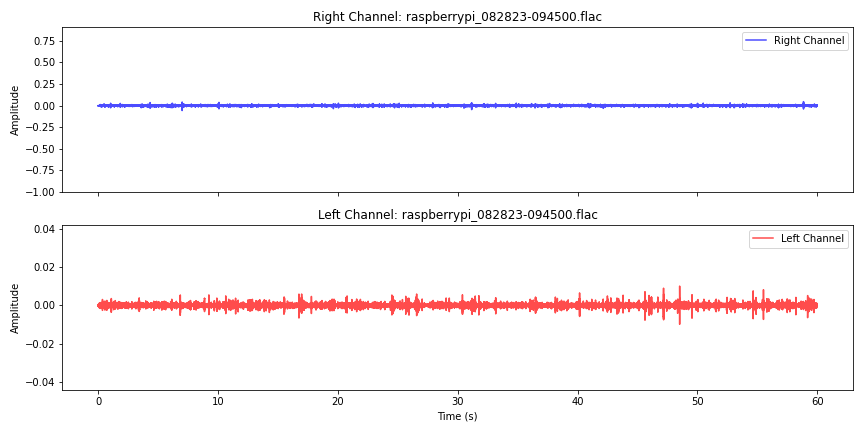 Right Channel: raspberrypi_082823-094500.flac
Right Channel
Amplitude
0.75
0.50
0.25
0.00
−0.25
−0.50
−0.75
−1.00
Left Channel: raspberrypi_082823-094500.flac
Left Channel
Amplitude
0.04
0.02
0.00
−0.02
−0.04
0 10 20 30 40 50 60
Time (s)